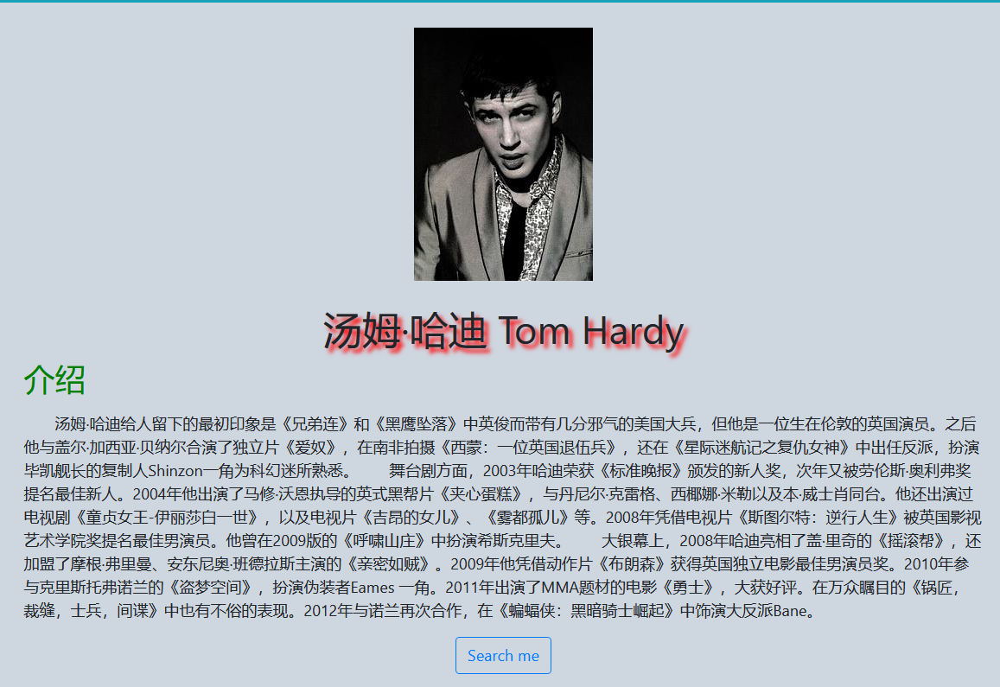 汤姆·哈迪 Tom Hardy
介绍
汤姆·哈迪给人留下的最初印象是《兄弟连》和《黑鹰坠落》中英俊而带有几分邪气的美国大兵，但他是一位生在伦敦的英国演员。之后
他与盖尔·加西亚·贝纳尔合演了独立片《爱奴》，在南非拍摄《西蒙：一位英国退伍兵》，还在《星际迷航记之复仇女神》中出任反派，扮演
毕凯舰长的复制人Shinzon一角为科幻迷所熟悉。　　舞台剧方面，2003年哈迪荣获《标准晚报》颁发的新人奖，次年又被劳伦斯·奥利弗奖
提名最佳新人。2004年他出演了马修·沃恩执导的英式黑帮片《夹心蛋糕》，与丹尼尔·克雷格、西椰娜·米勒以及本·威士肖同台。他还出演过
电视剧《童贞女王-伊丽莎白一世》，以及电视片《吉昂的女儿》、《雾都孤儿》等。2008年凭借电视片《斯图尔特：逆行人生》被英国影视
艺术学院奖提名最佳男演员。他曾在2009版的《呼啸山庄》中扮演希斯克里夫。　　大银幕上，2008年哈迪亮相了盖·里奇的《摇滚帮》，还
加盟了摩根·弗里曼、安东尼奥·班德拉斯主演的《亲密如贼》。2009年他凭借动作片《布朗森》获得英国独立电影最佳男演员奖。2010年参
与克里斯托弗诺兰的《盗梦空间》，扮演伪装者Eames 一角。2011年出演了MMA题材的电影《勇士》，大获好评。在万众瞩目的《锅匠，
裁缝，士兵，间谍》中也有不俗的表现。2012年与诺兰再次合作，在《蝙蝠侠：黑暗骑士崛起》中饰演大反派Bane。
Search me